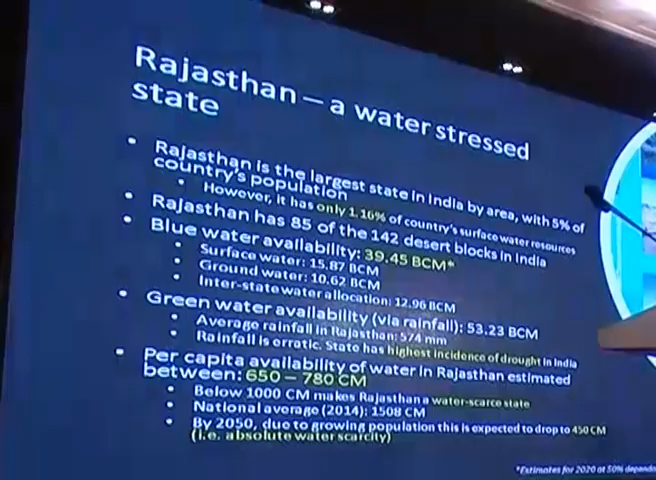 Rajasthan – a water stressed
state
• Rajasthan is the largest state in India by area, with 5% of
country's population
• However, it has only 1.16% of country's surface water resources
• Rajasthan has 85 of the 142 desert blocks in India
• Blue water availability: 39.45 BCM*
• Surface water: 15.87 BCM
• Ground water: 10.62 BCM
• Inter-state water allocation: 12.96 BCM
• Green water availability (via rainfall): 53.23 BCM
• Average rainfall in Rajasthan: 574 mm
• Rainfall is erratic. State has highest incidence of drought in India
• Per capita availability of water in Rajasthan estimated
between: 650 – 780 CM
• Below 1000 CM makes Rajasthan a water-scarce state
• National average (2014): 1508 CM
• By 2050, due to growing population this is expected to drop to 450 CM
(i.e. absolute water scarcity)
*Estimates for 2020 at 50%